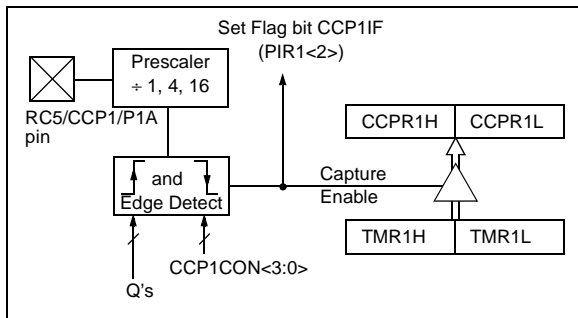 Set Flag bit CCP1IF
(PIR1<2>)
Prescaler
÷ 1, 4, 16
RC5/CCP1/P1A
pin
CCPR1H
CCPR1L
and
Edge Detect
Capture
Enable
TMR1H
TMR1L
CCP1CON<3:0>
Q's